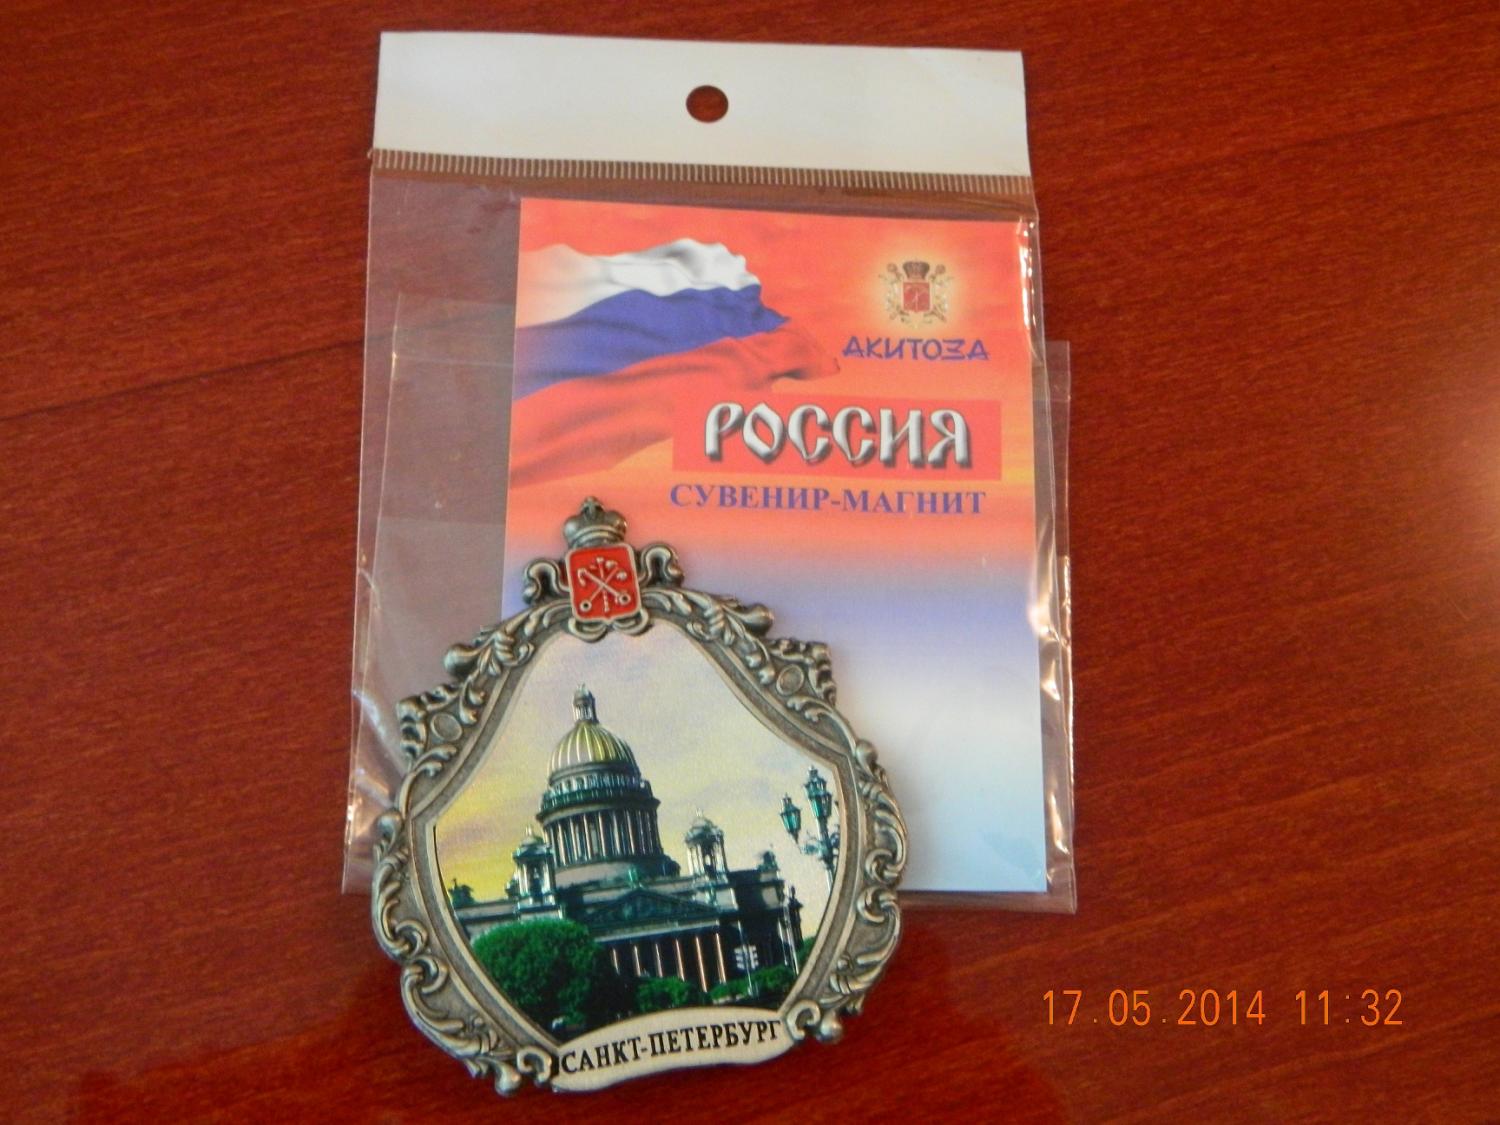 АКИТОЗА
РОССИЯ
СУВЕНИР-МАГНИТ
САНКТ-ПЕТЕРБУРГ
17.05.2014 11:32